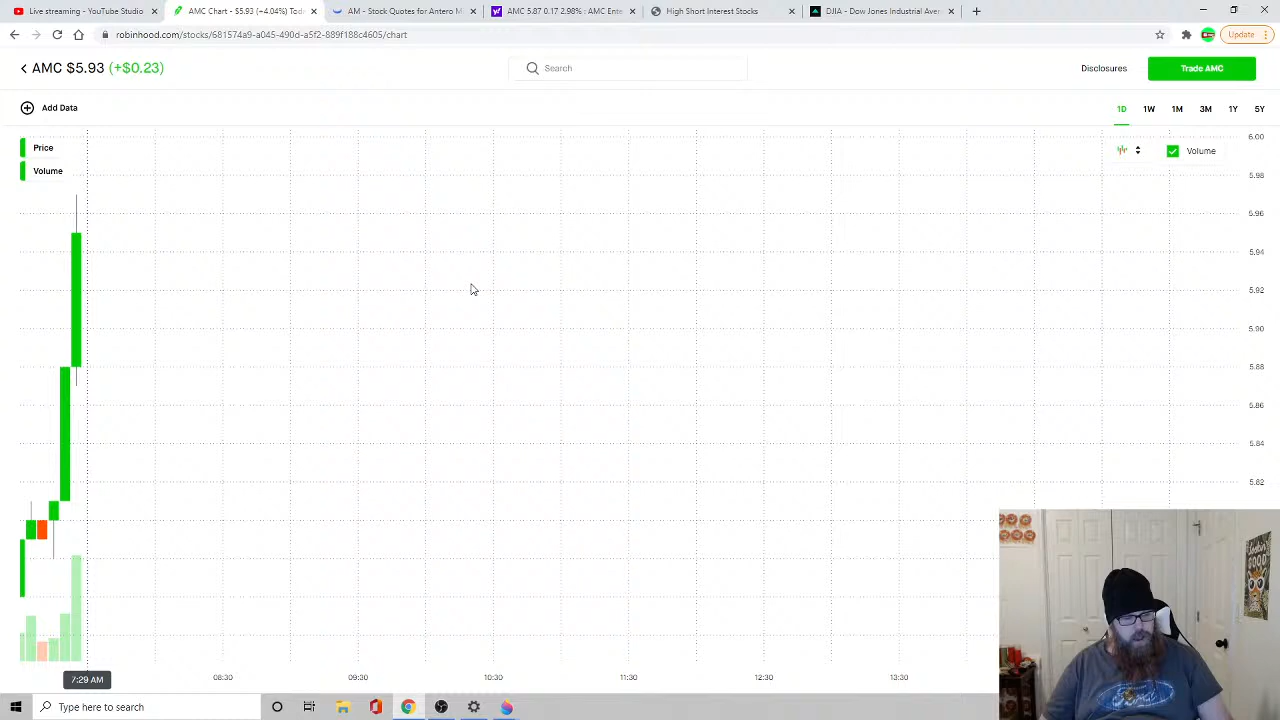 Live streaming - YouTube Studio
AMC Chart - $5.93 (+4.04%) Toda
AM - Stock Quotes for Antero M
AMC 5.87 0.17 2.98% : AMC Ente
High Short Interest Stocks
DJIA - Dow Jones Industrial Aver
robinhood.com/stocks/681574a9-a045-490d-a5f2-889f188c4605/chart
Update
AMC $5.93 (+$0.23)
Search
Disclosures
Trade AMC
Add Data
1D 1W 1M 3M 1Y 5Y
Price
Volume
Volume
6.00
5.98
5.96
5.94
5.92
5.90
5.88
5.86
5.84
5.82
7:29 AM
08:30
09:30
10:30
11:30
12:30
13:30
Type here to search